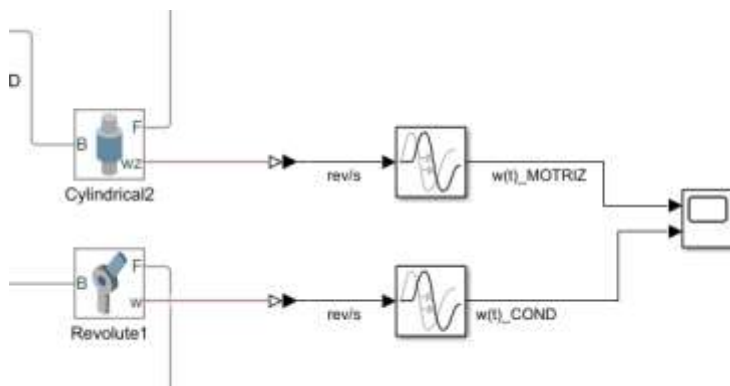 D
B
F
wz
Cylindrical2
rev/s
w(t)_MOTRIZ
B
F
w
Revolute1
rev/s
w(t)_COND